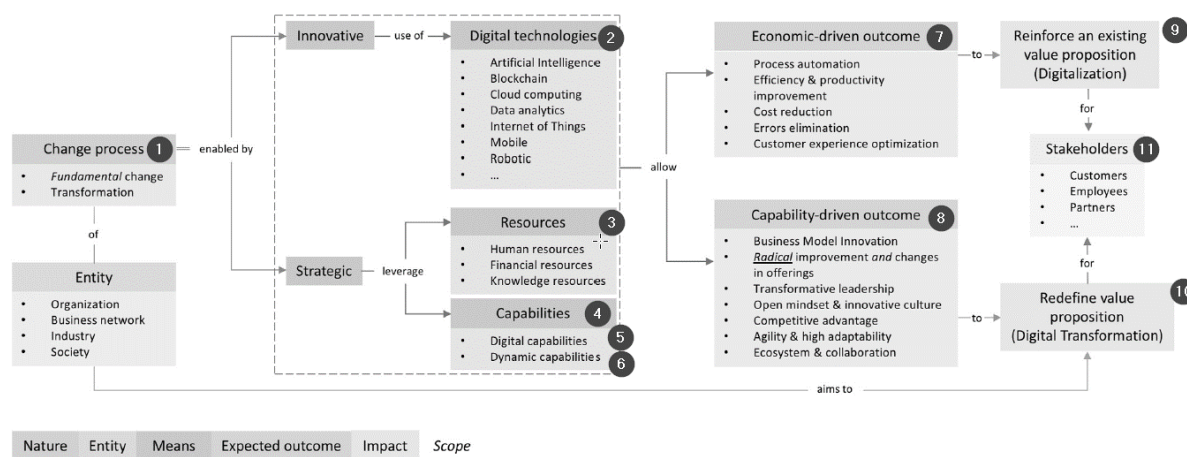 Change process 1
• Fundamental change
• Transformation
of
Entity
• Organization
• Business network
• Industry
• Society
enabled by
Innovative
use of
Strategic
leverage
Digital technologies 2
• Artificial Intelligence
• Blockchain
• Cloud computing
• Data analytics
• Internet of Things
• Mobile
• Robotic
• ...
Resources 3
• Human resources
• Financial resources
• Knowledge resources
Capabilities 4
• Digital capabilities 5
• Dynamic capabilities 6
allow
Economic-driven outcome 7
• Process automation
• Efficiency & productivity
improvement
• Cost reduction
• Errors elimination
• Customer experience optimization
to
Capability-driven outcome 8
• Business Model Innovation
• Radical improvement and changes
in offerings
• Transformative leadership
• Open mindset & innovative culture
• Competitive advantage
• Agility & high adaptability
• Ecosystem & collaboration
to
9
Reinforce an existing
value proposition
(Digitalization)
for
Stakeholders 11
• Customers
• Employees
• Partners
• ...
for
10
Redefine value
proposition
(Digital Transformation)
aims to
Nature Entity Means Expected outcome Impact Scope